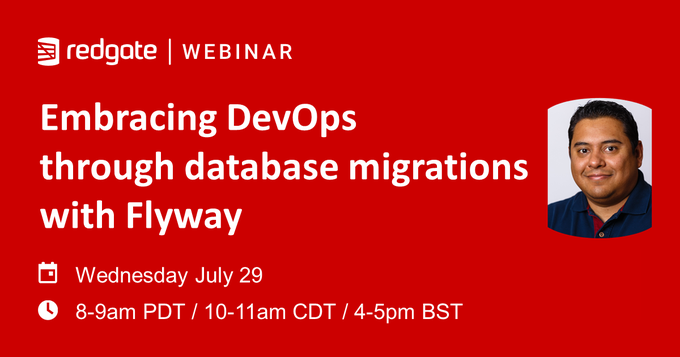 redgate | WEBINAR
Embracing DevOps
through database migrations
with Flyway
Wednesday July 29
8-9am PDT / 10-11am CDT / 4-5pm BST